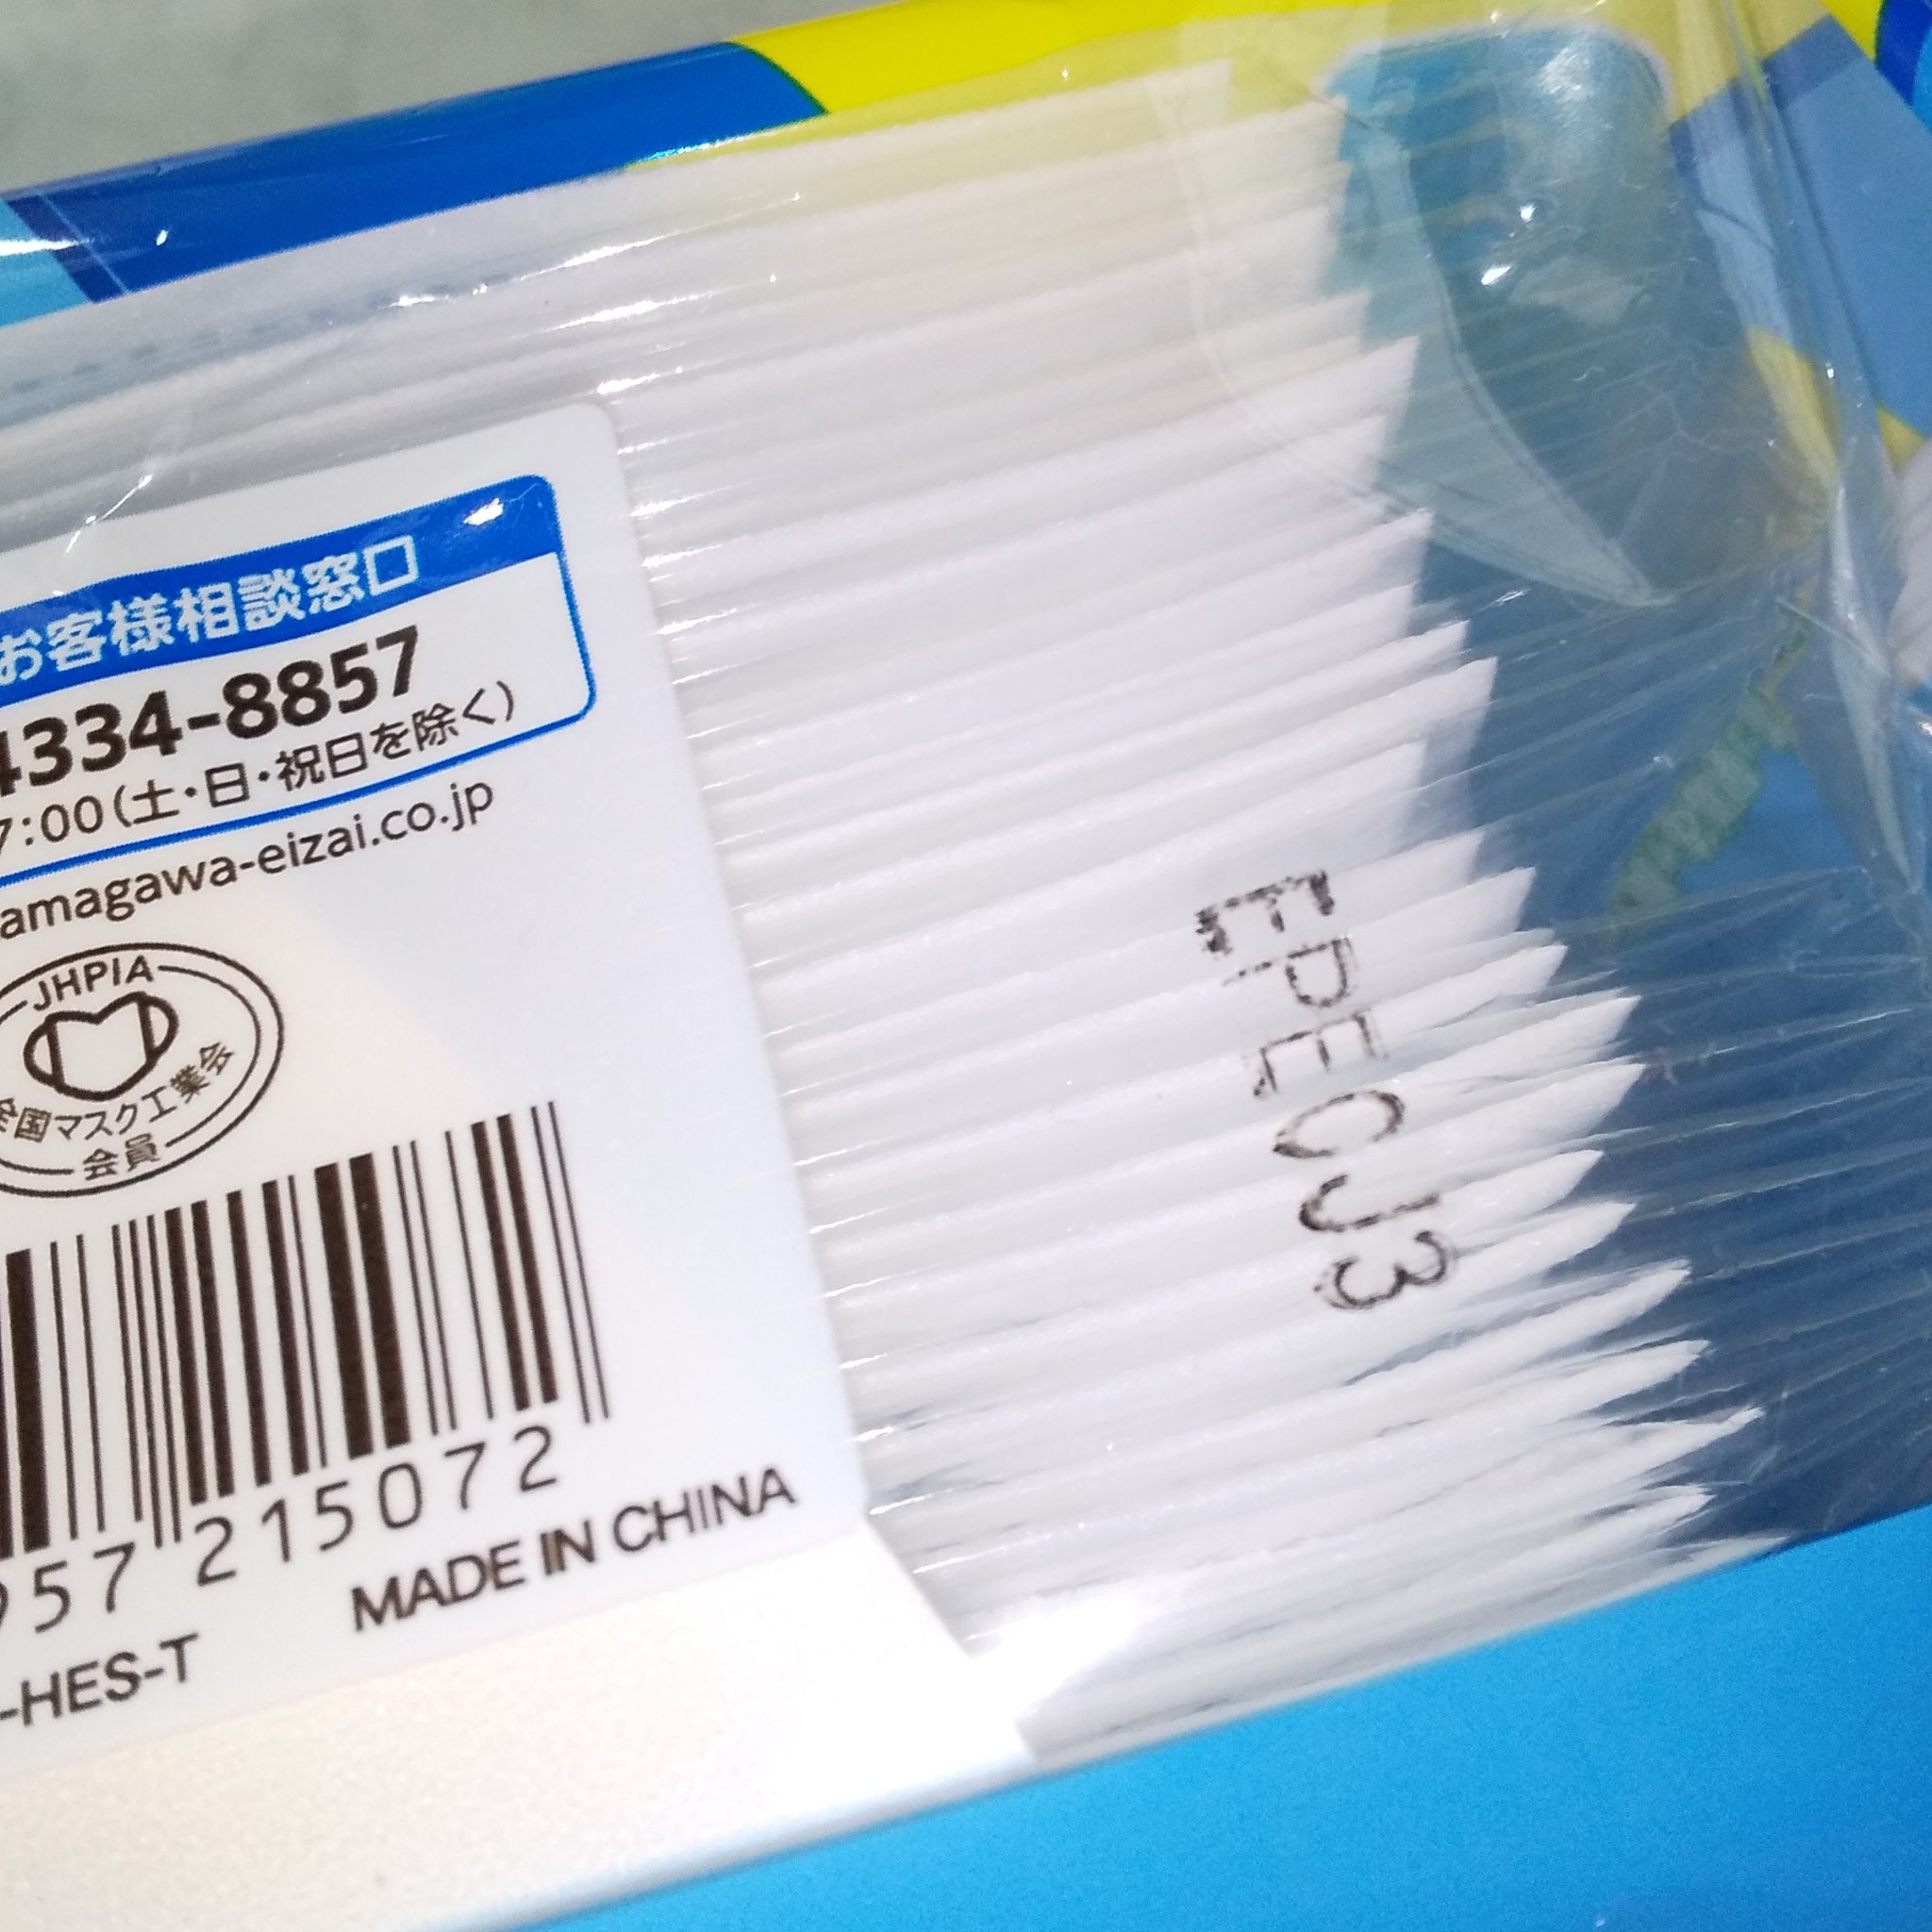 お客様相談窓口
4334-8857
7:00(土・日・祝日を除く)
amagawa-eizai.co.jp
JHPIA
全国マスク工業会
会員
957 215072
-HES-T
MADE IN CHINA
EPECJ3